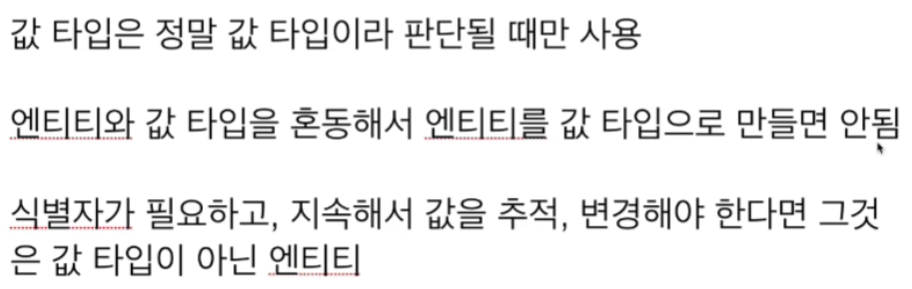 값 타입은 정말 값 타입이라 판단될 때만 사용
엔티티와 값 타입을 혼동해서 엔티티를 값 타입으로 만들면 안됨
식별자가 필요하고, 지속해서 값을 추적, 변경해야 한다면 그것
은 값 타입이 아닌 엔티티